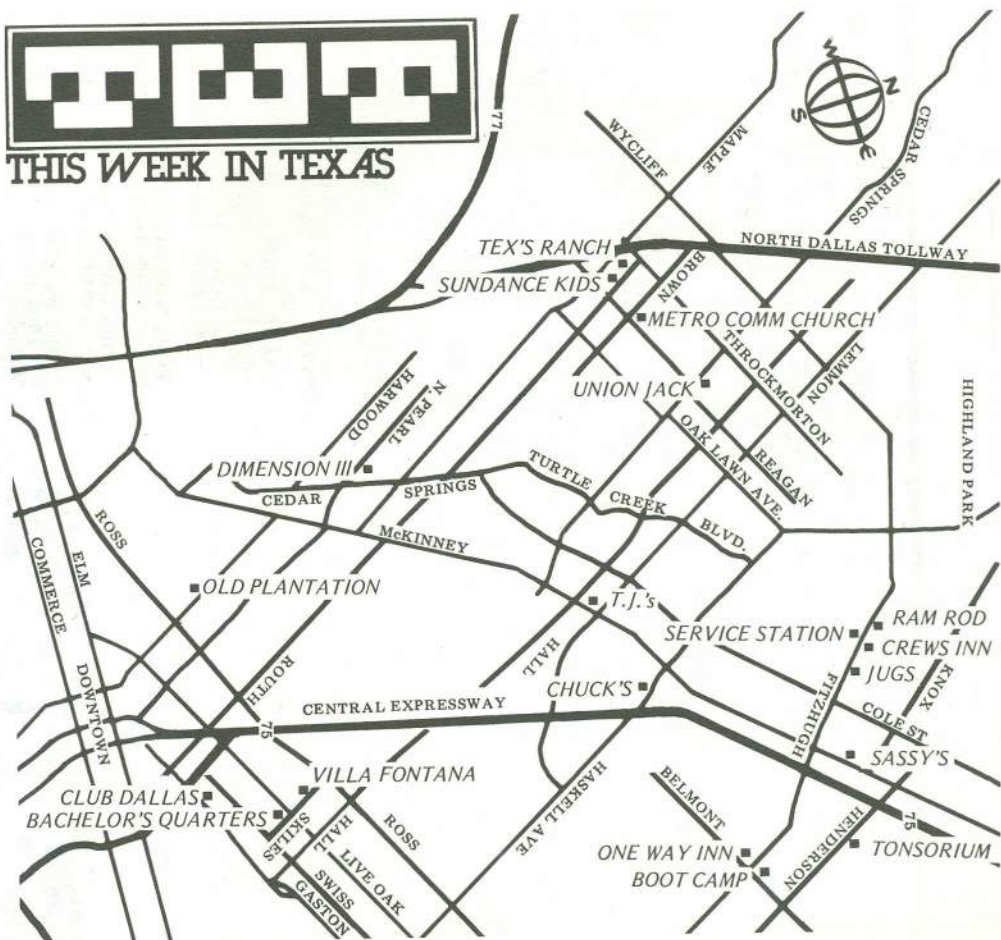 TWT
THIS WEEK IN TEXAS
77
W
N
S
E
WYCLIFF
MAPLE
CEDAR SPRINGS
TEX'S RANCH
NORTH DALLAS TOLLWAY
SUNDANCE KIDS
BROWN
METRO COMM CHURCH
THROCKMORTON
LEMMON
HARWOOD
N. PEARL
UNION JACK
HIGHLAND PARK
OAK LAWN AVE.
REAGAN
DIMENSION III
CEDAR SPRINGS
TURTLE CREEK BLVD.
McKINNEY
ROSS
ELM
COMMERCE
OLD PLANTATION
T.J.'s
RAM ROD
SERVICE STATION
CREWS INN
JUGS
HALL
ROUTH
DOWNTOWN
CHUCK'S
KNOX
FITZHUGH
CENTRAL EXPRESSWAY
75
COLE ST
SASSY'S
VILLA FONTANA
CLUB DALLAS
BACHELOR'S QUARTERS
BELMONT
HASKELL AVE
75
SKILES
HALL
ROSS
ONE WAY INN
TONSORIUM
BOOT CAMP
HENDERSON
LIVE OAK
SWISS
GASTON